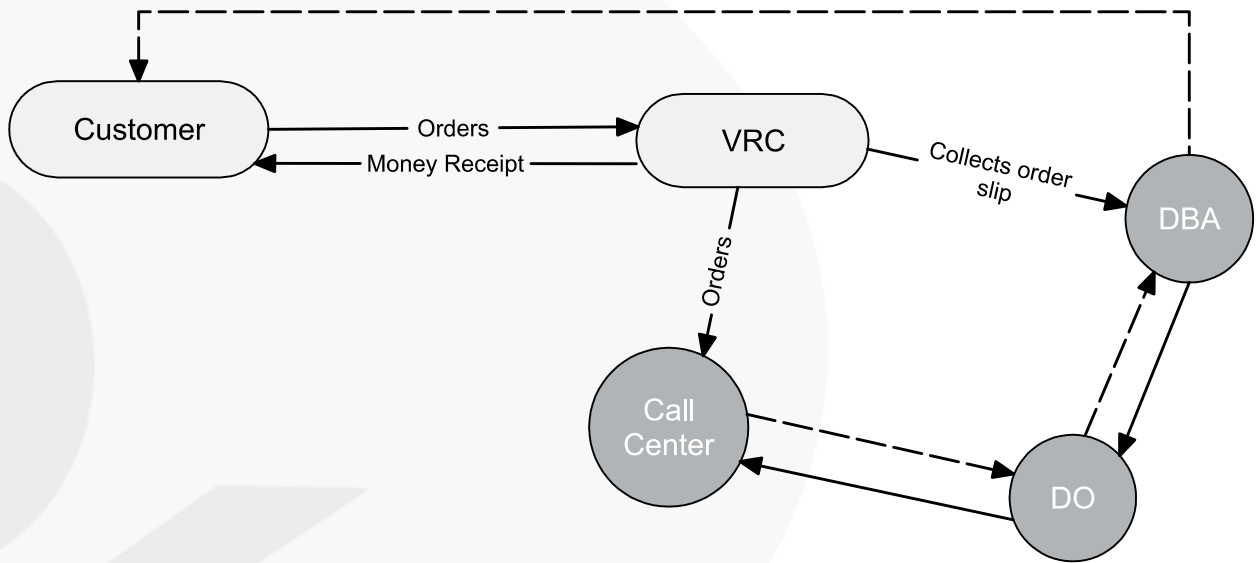 Customer
Orders
Money Receipt
VRC
Collects order
slip
DBA
Orders
Call
Center
DO